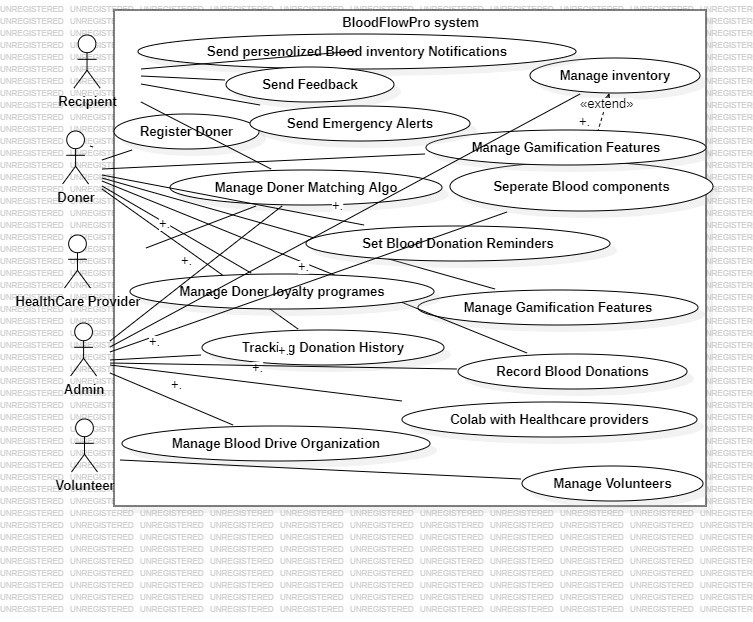 BloodFlowPro system
Send persenolized Blood inventory Notifications
Manage inventory
Send Feedback
Recipient
«extend»
+.
Register Doner
Send Emergency Alerts
Manage Gamification Features
Doner
Manage Doner Matching Algo
Seperate Blood components
+.
+.
Set Blood Donation Reminders
+.
+.
HealthCare Provider
Manage Doner loyalty programes
Manage Gamification Features
+.
Tracking Donation History
+.
+.
Record Blood Donations
Admin
+.
Colab with Healthcare providers
Manage Blood Drive Organization
Volunteer
Manage Volunteers
UNREGISTERED